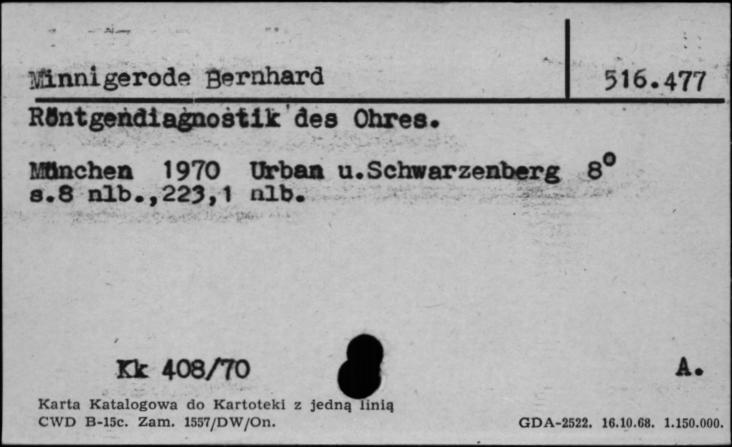 Minnigerode Bernhard 516.477
Röntgendiagnostik des Ohres.
München 1970 Urban u.Schwarzenberg 8°
s.8 nlb.,223,1 nlb.
Kk 408/70 A.
Karta Katalogowa do Kartoteki z jedną linią
CWD B-15c. Zam. 1557/DW/On. GDA-2522. 16.10.68. 1.150.000.